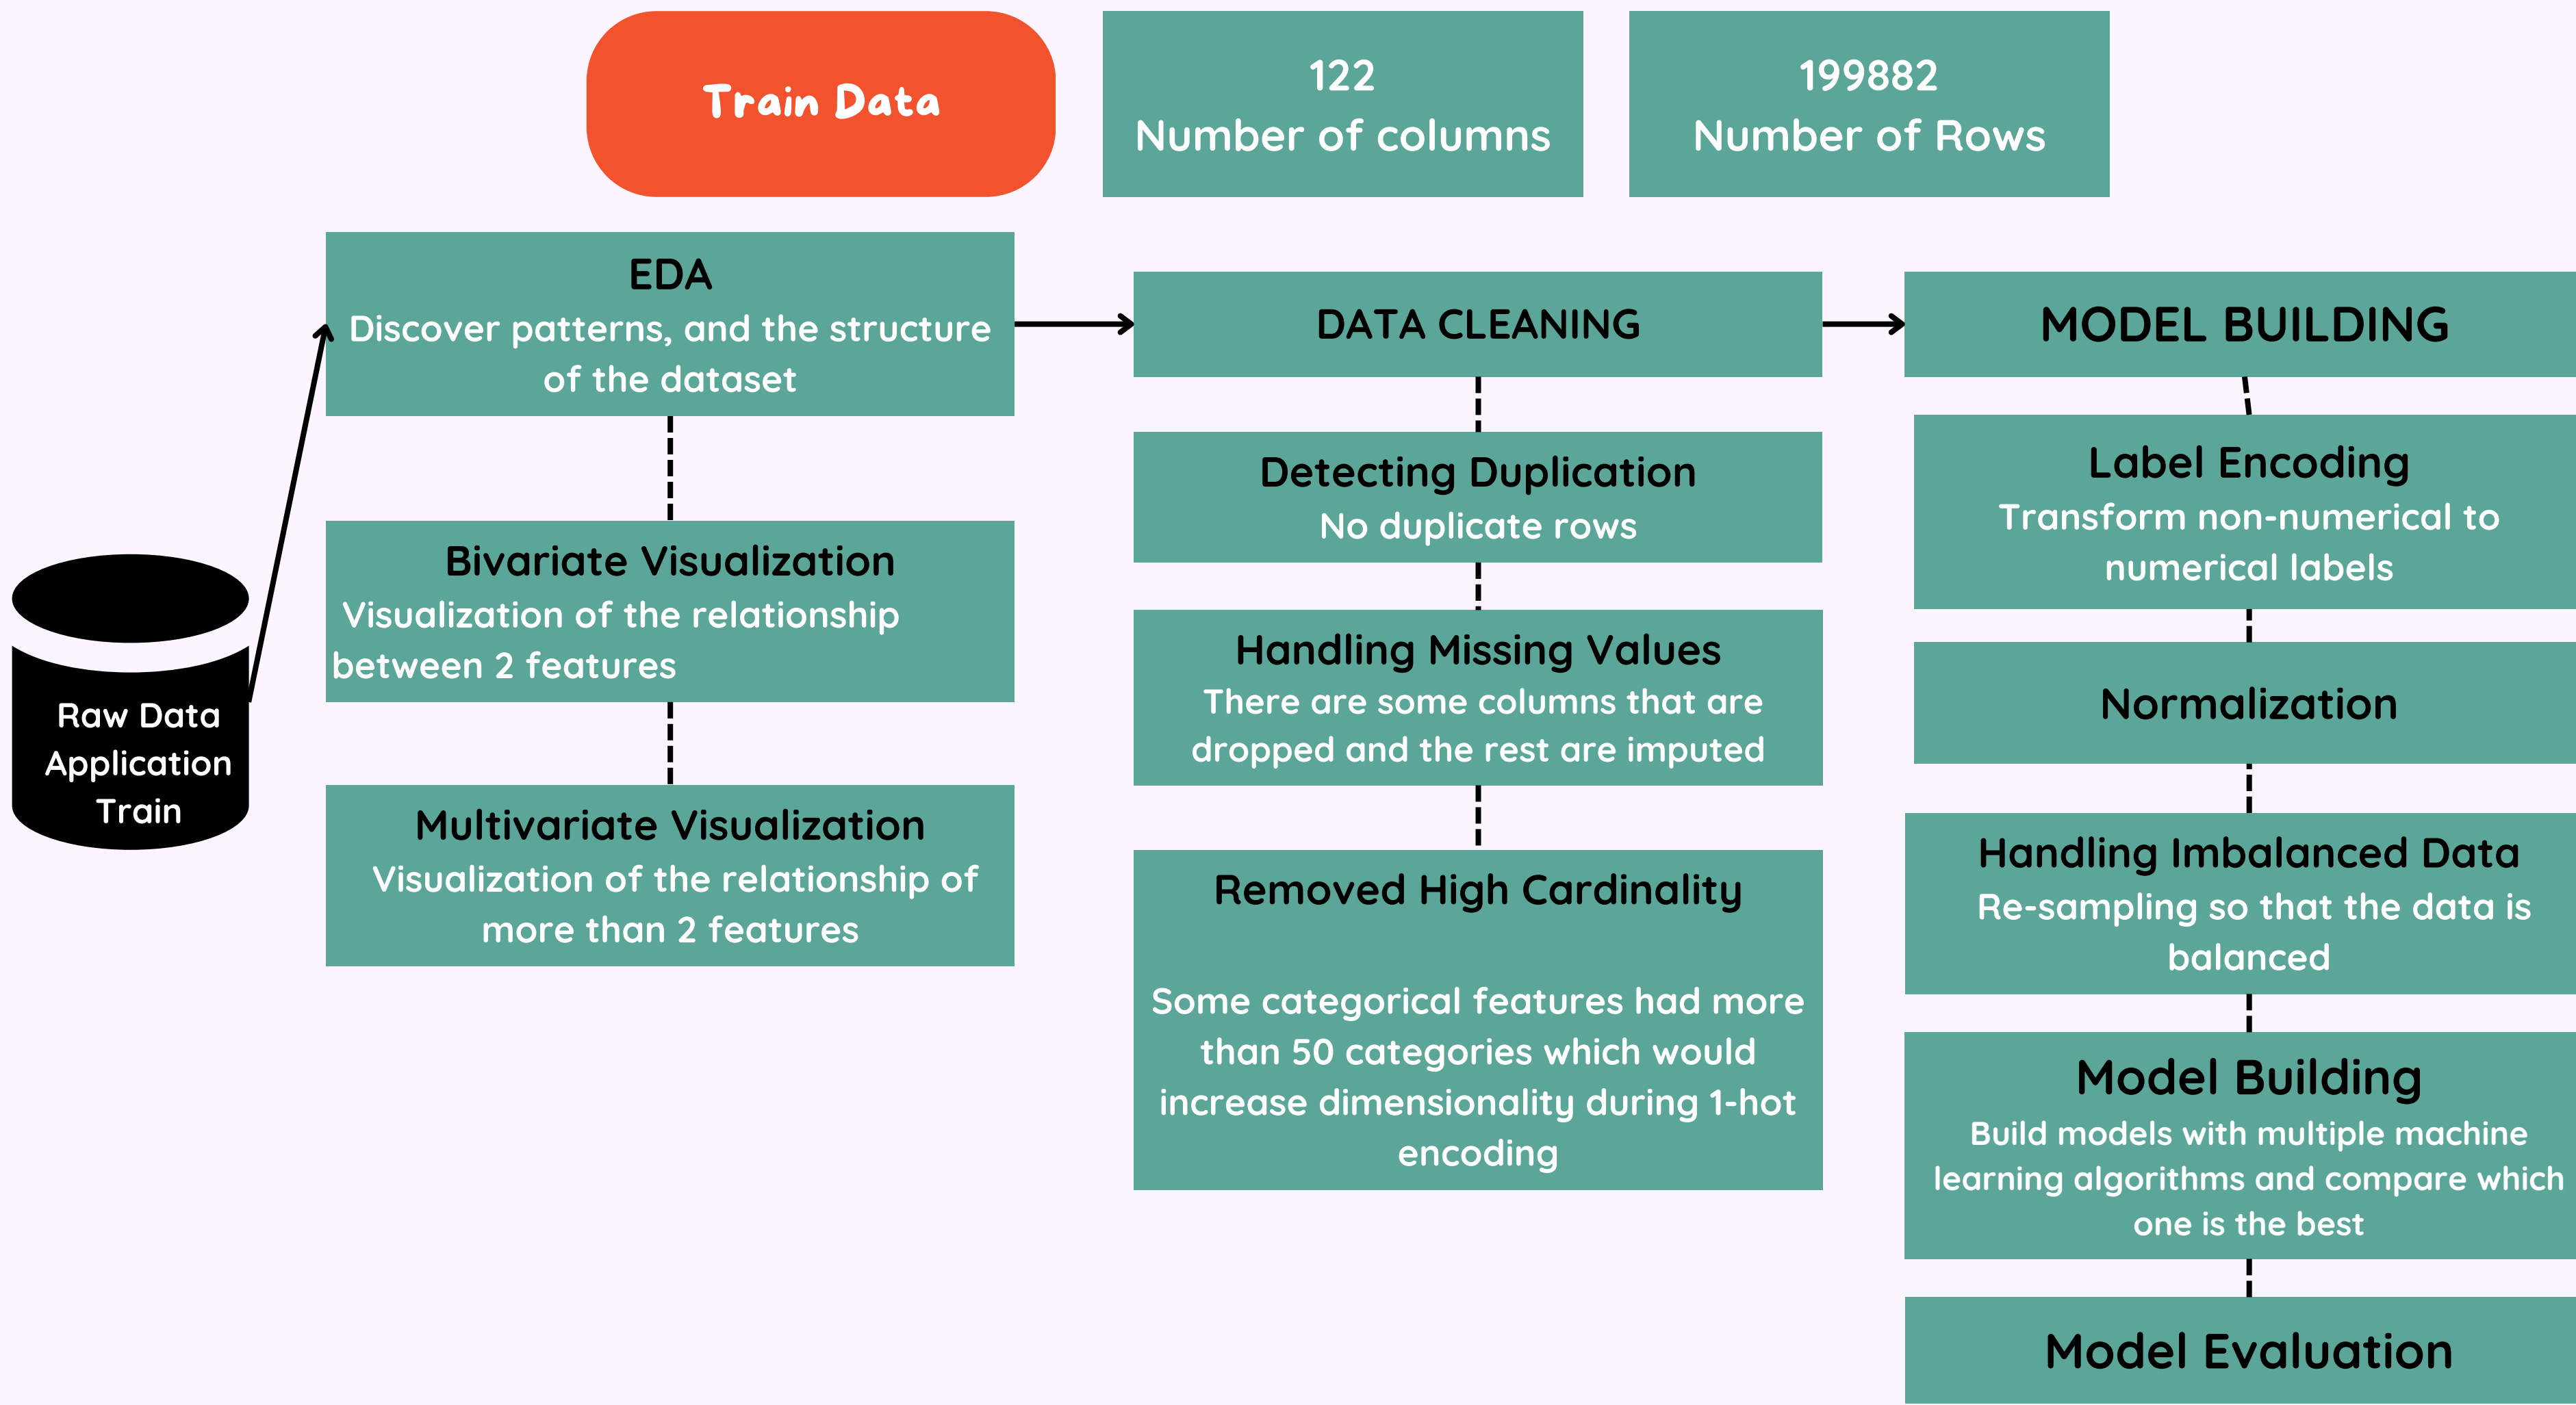 Train Data
122
Number of columns
199882
Number of Rows
Raw Data
Application
Train
EDA
Discover patterns, and the structure
of the dataset
Bivariate Visualization
Visualization of the relationship
between 2 features
Multivariate Visualization
Visualization of the relationship of
more than 2 features
DATA CLEANING
Detecting Duplication
No duplicate rows
Handling Missing Values
There are some columns that are
dropped and the rest are imputed
Removed High Cardinality
Some categorical features had more
than 50 categories which would
increase dimensionality during 1-hot
encoding
MODEL BUILDING
Label Encoding
Transform non-numerical to
numerical labels
Normalization
Handling Imbalanced Data
Re-sampling so that the data is
balanced
Model Building
Build models with multiple machine
learning algorithms and compare which
one is the best
Model Evaluation